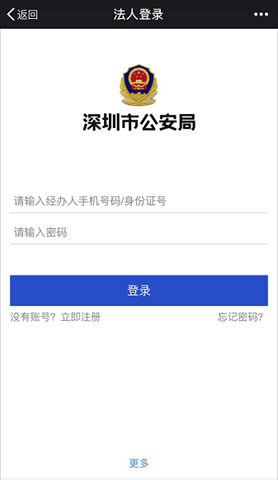 返回 法人登录
深圳市公安局
请输入经办人手机号码/身份证号
请输入密码
登录
没有账号？立即注册 忘记密码？
更多